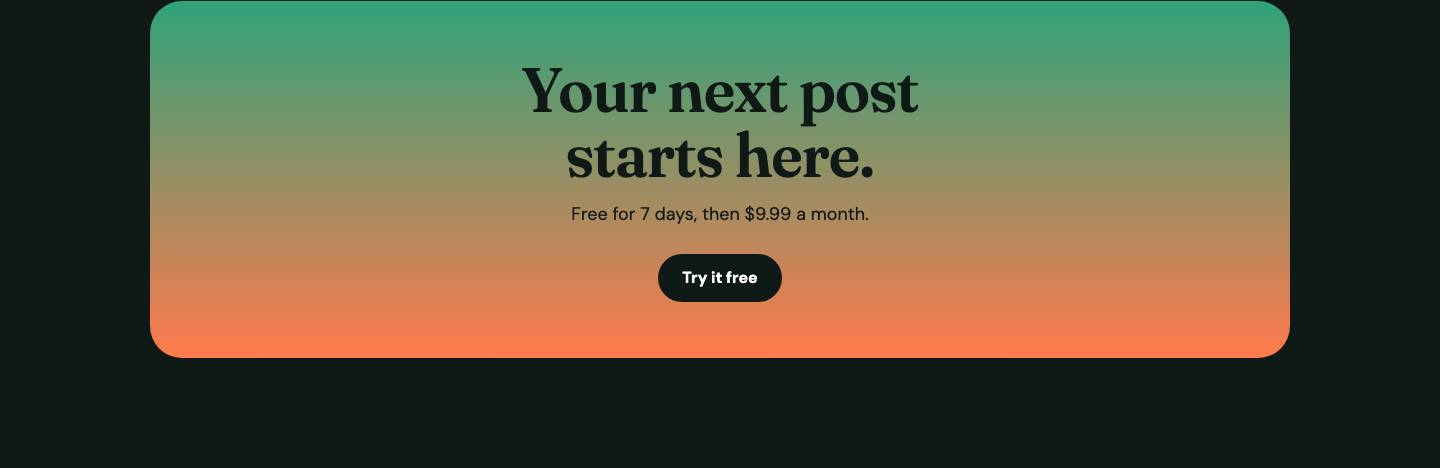 Your next post
starts here.
Free for 7 days, then $9.99 a month.
Try it free